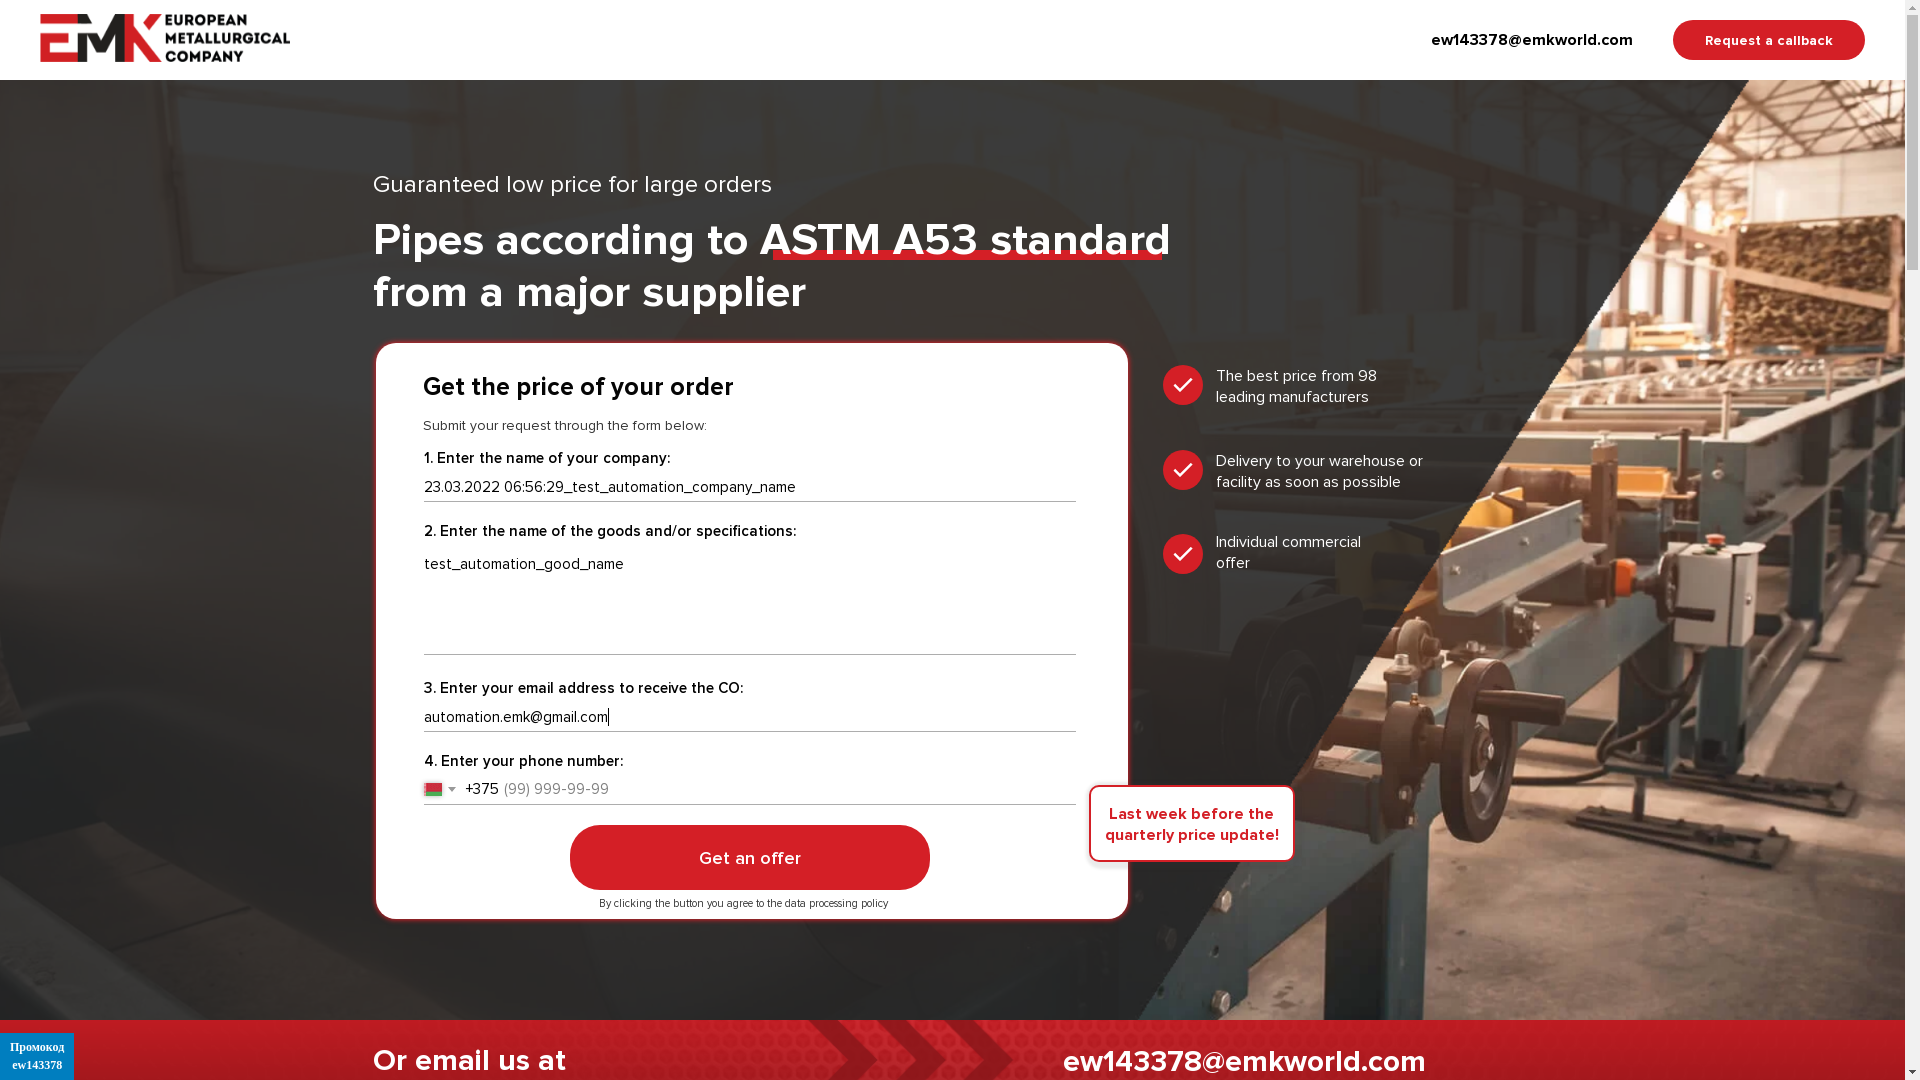 EMK EUROPEAN
METALLURGICAL
COMPANY
ew143378@emkworld.com
Request a callback
Guaranteed low price for large orders
Pipes according to ASTM A53 standard
from a major supplier
Get the price of your order
Submit your request through the form below:
1. Enter the name of your company:
23.03.2022 06:56:29_test_automation_company_name
2. Enter the name of the goods and/or specifications:
test_automation_good_name
3. Enter your email address to receive the CO:
automation.emk@gmail.com
4. Enter your phone number:
+375 (99) 999-99-99
Get an offer
By clicking the button you agree to the data processing policy
The best price from 98
leading manufacturers
Delivery to your warehouse or
facility as soon as possible
Individual commercial
offer
Last week before the
quarterly price update!
Or email us at
ew143378@emkworld.com
Промокод
ew143378